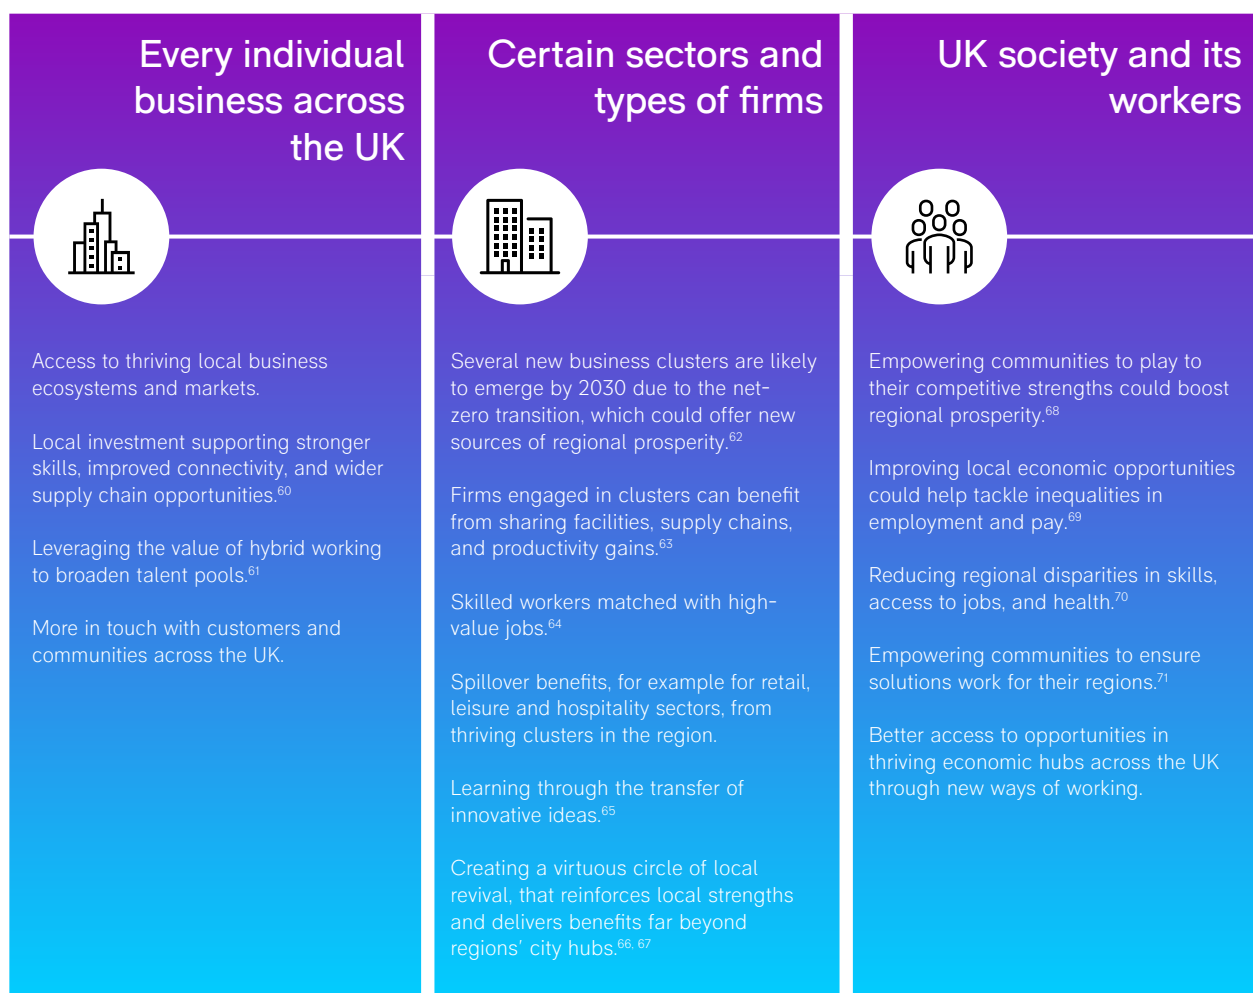 Every individual
business across
the UK
Access to thriving local business
ecosystems and markets.
Local investment supporting stronger
skills, improved connectivity, and wider
supply chain opportunities.60
Leveraging the value of hybrid working
to broaden talent pools.61
More in touch with customers and
communities across the UK.
Certain sectors and
types of firms
Several new business clusters are likely
to emerge by 2030 due to the net-
zero transition, which could offer new
sources of regional prosperity.62
Firms engaged in clusters can benefit
from sharing facilities, supply chains,
and productivity gains.63
Skilled workers matched with high-
value jobs.64
Spillover benefits, for example for retail,
leisure and hospitality sectors, from
thriving clusters in the region.
Learning through the transfer of
innovative ideas.65
Creating a virtuous circle of local
revival, that reinforces local strengths
and delivers benefits far beyond
regions' city hubs.66, 67
UK society and its
workers
Empowering communities to play to
their competitive strengths could boost
regional prosperity.68
Improving local economic opportunities
could help tackle inequalities in
employment and pay.69
Reducing regional disparities in skills,
access to jobs, and health.70
Empowering communities to ensure
solutions work for their regions.71
Better access to opportunities in
thriving economic hubs across the UK
through new ways of working.